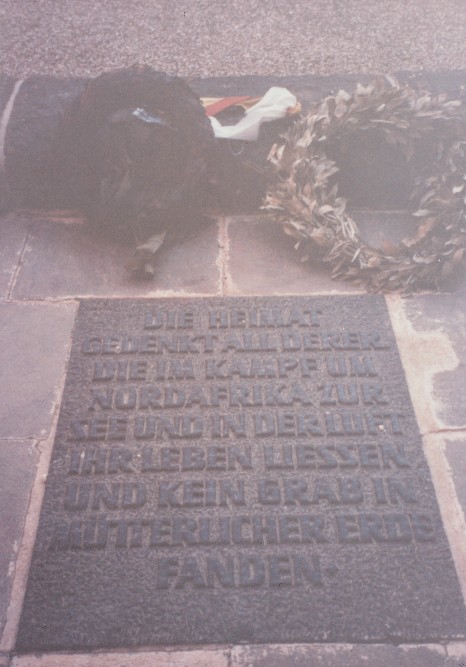 DIE HEIMAT
GEDENKT ALL DERER,
DIE IM KAMPF UM
NORDAFRIKA ZUR
SEE UND IN DER LUFT
IHR LEBEN LIESSEN
UND KEIN GRAB IN
MÜTTERLICHER ERDE
FANDEN·